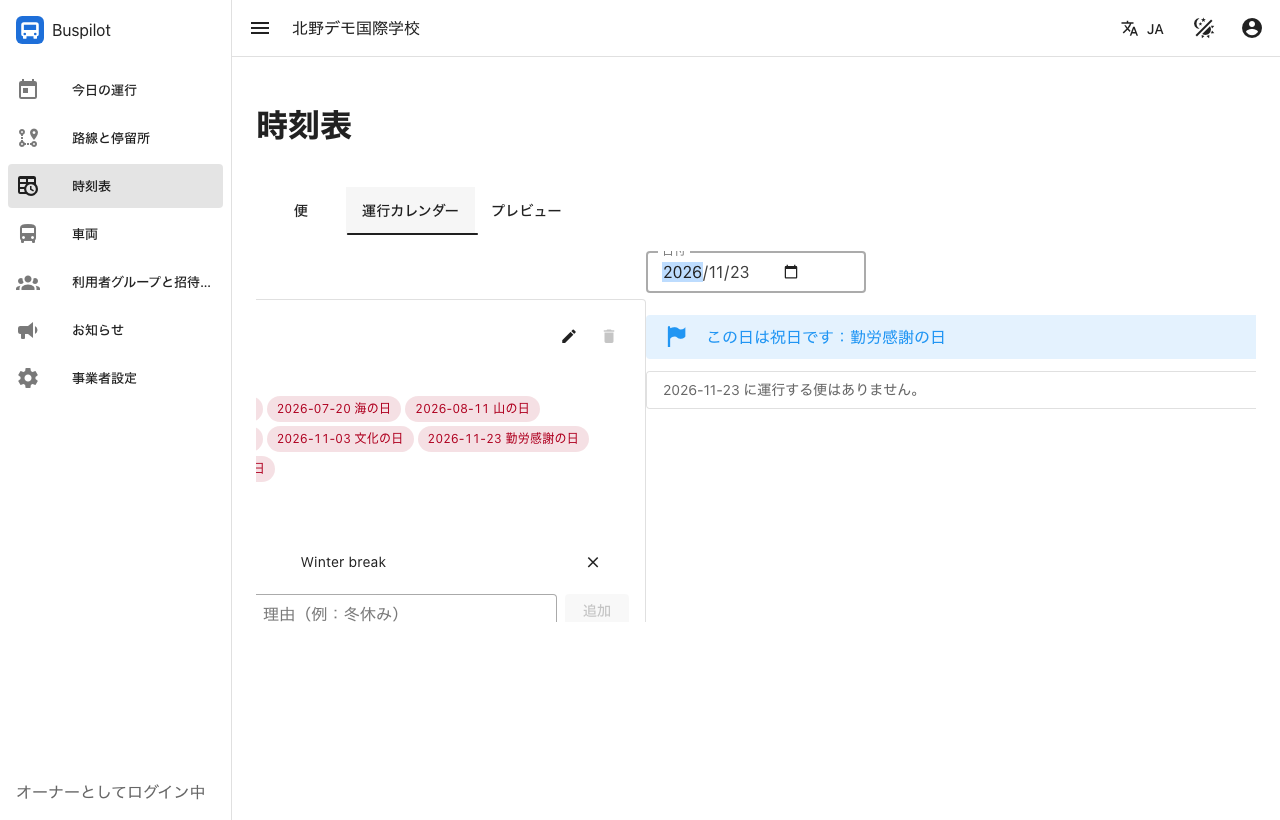 Buspilot
北野デモ国際学校
JA
今日の運行
路線と停留所
時刻表
車両
利用者グループと招待…
お知らせ
事業者設定
オーナーとしてログイン中
時刻表
便
運行カレンダー
プレビュー
日付
2026/11/23
この日は祝日です：勤労感謝の日
2026-11-23 に運行する便はありません。
2026-07-20 海の日
2026-08-11 山の日
2026-11-03 文化の日
2026-11-23 勤労感謝の日
日
Winter break
理由（例：冬休み）
追加